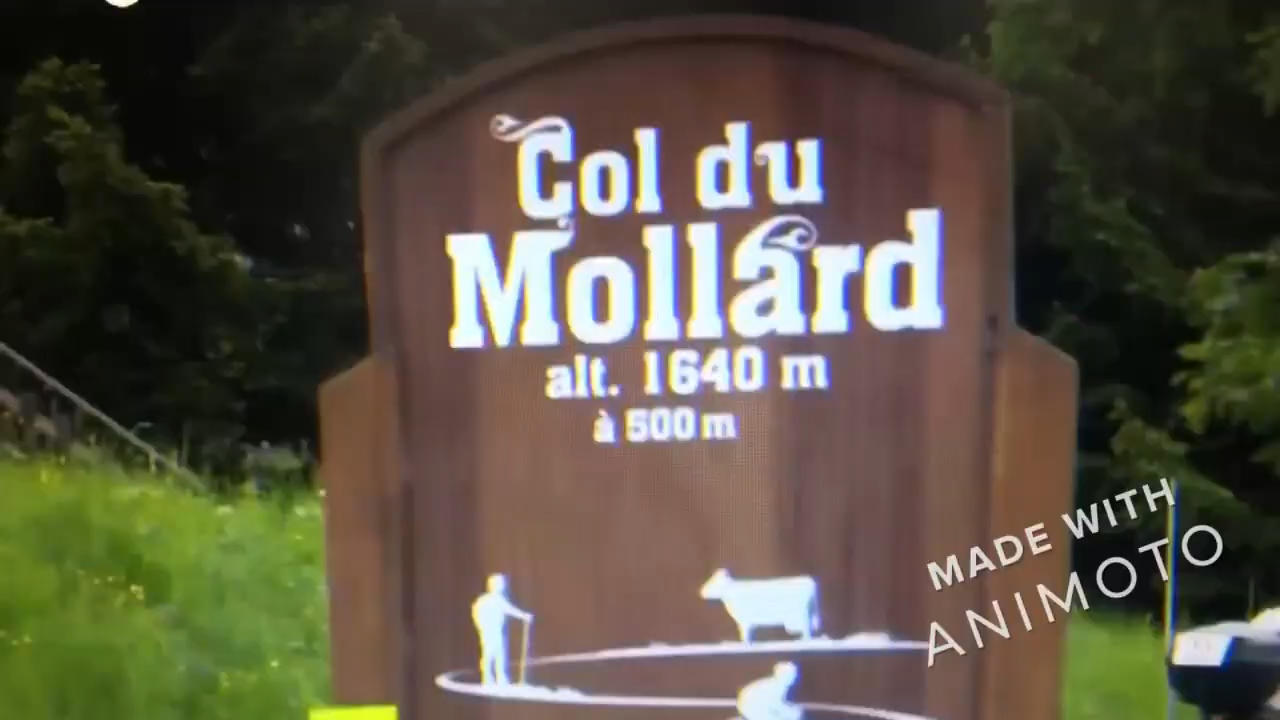 Col du
Mollard
alt. 1640 m
à 500 m
MADE WITH
ANIMOTO